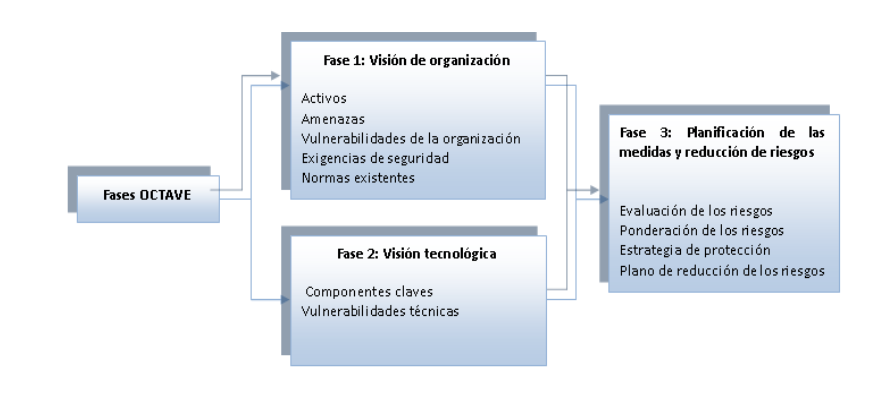 Fases OCTAVE
Fase 1: Visión de organización
Activos
Amenazas
Vulnerabilidades de la organización
Exigencias de seguridad
Normas existentes
Fase 2: Visión tecnológica
Componentes claves
Vulnerabilidades técnicas
Fase 3: Planificación de las
medidas y reducción de riesgos
Evaluación de los riesgos
Ponderación de los riesgos
Estrategia de protección
Plano de reducción de los riesgos